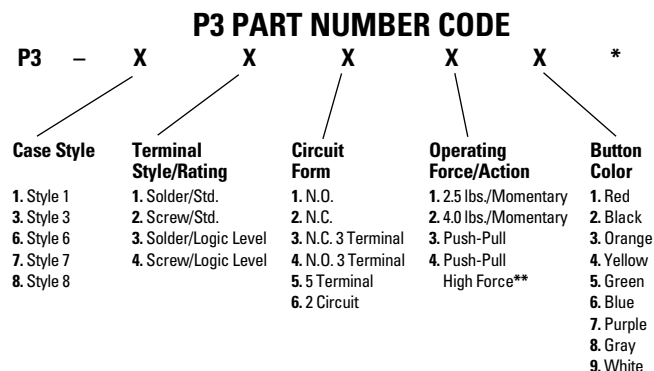 P3 PART NUMBER CODE
P3 – X X X X X *
Case Style
1. Style 1
3. Style 3
6. Style 6
7. Style 7
8. Style 8
Terminal
Style/Rating
1. Solder/Std.
2. Screw/Std.
3. Solder/Logic Level
4. Screw/Logic Level
Circuit
Form
1. N.O.
2. N.C.
3. N.C. 3 Terminal
4. N.O. 3 Terminal
5. 5 Terminal
6. 2 Circuit
Operating
Force/Action
1. 2.5 lbs./Momentary
2. 4.0 lbs./Momentary
3. Push-Pull
4. Push-Pull
High Force**
Button
Color
1. Red
2. Black
3. Orange
4. Yellow
5. Green
6. Blue
7. Purple
8. Gray
9. White